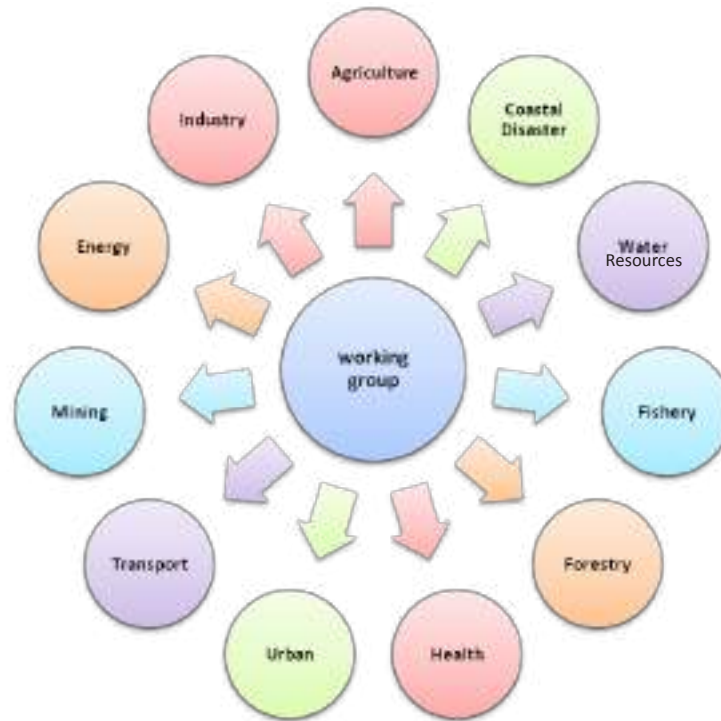 Agriculture
Coastal
Disaster
Water
Resources
Fishery
Forestry
Health
Urban
Transport
Mining
Energy
Industry
working
group